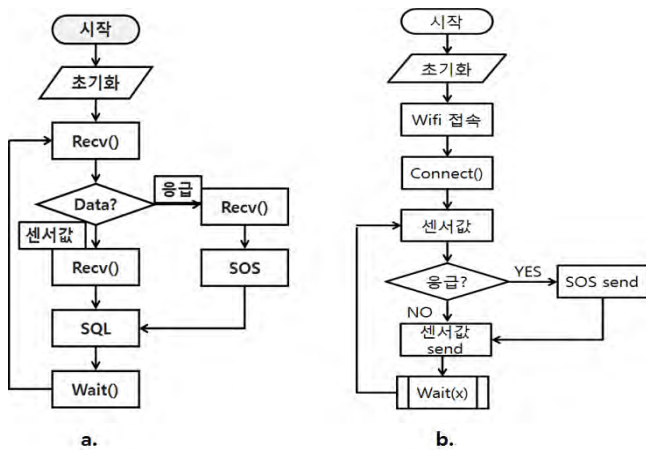 시작
초기화
Recv()
Data?
응급
Recv()
센서값
Recv()
SOS
SQL
Wait()
a.
시작
초기화
Wifi 접속
Connect()
센서값
응급?
YES
SOS send
NO
센서값
send
Wait(x)
b.